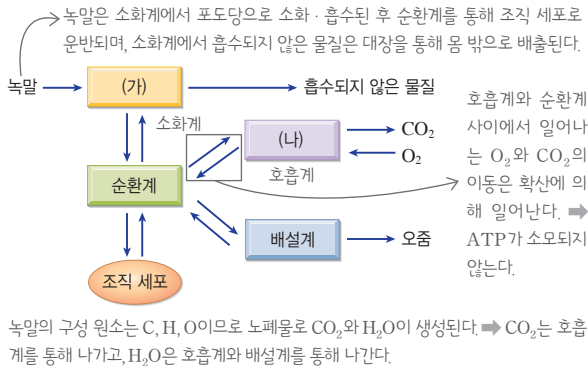 녹말은 소화계에서 포도당으로 소화 · 흡수된 후 순환계를 통해 조직 세포로
운반되며, 소화계에서 흡수되지 않은 물질은 대장을 통해 몸 밖으로 배출된다.
녹말
(가)
흡수되지 않은 물질
소화계
(나)
CO₂
O₂
호흡계
순환계
배설계
오줌
조직 세포
호흡계와 순환계
사이에서 일어나
는 O₂와 CO₂의
이동은 확산에 의
해 일어난다. ➡
ATP가 소모되지
않는다.
녹말의 구성 원소는 C, H, O이므로 노폐물로 CO₂와 H₂O이 생성된다. ➡ CO₂는 호흡
계를 통해 나가고, H₂O은 호흡계와 배설계를 통해 나간다.